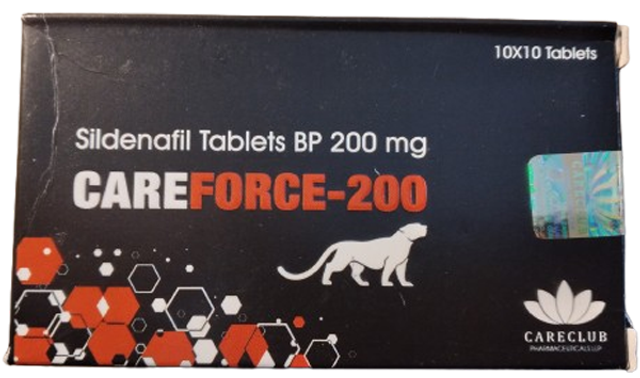 10X10 Tablets
Sildenafil Tablets BP 200 mg
CAREFORCE-200
CARECLUB
PHARMACEUTICALS LLP